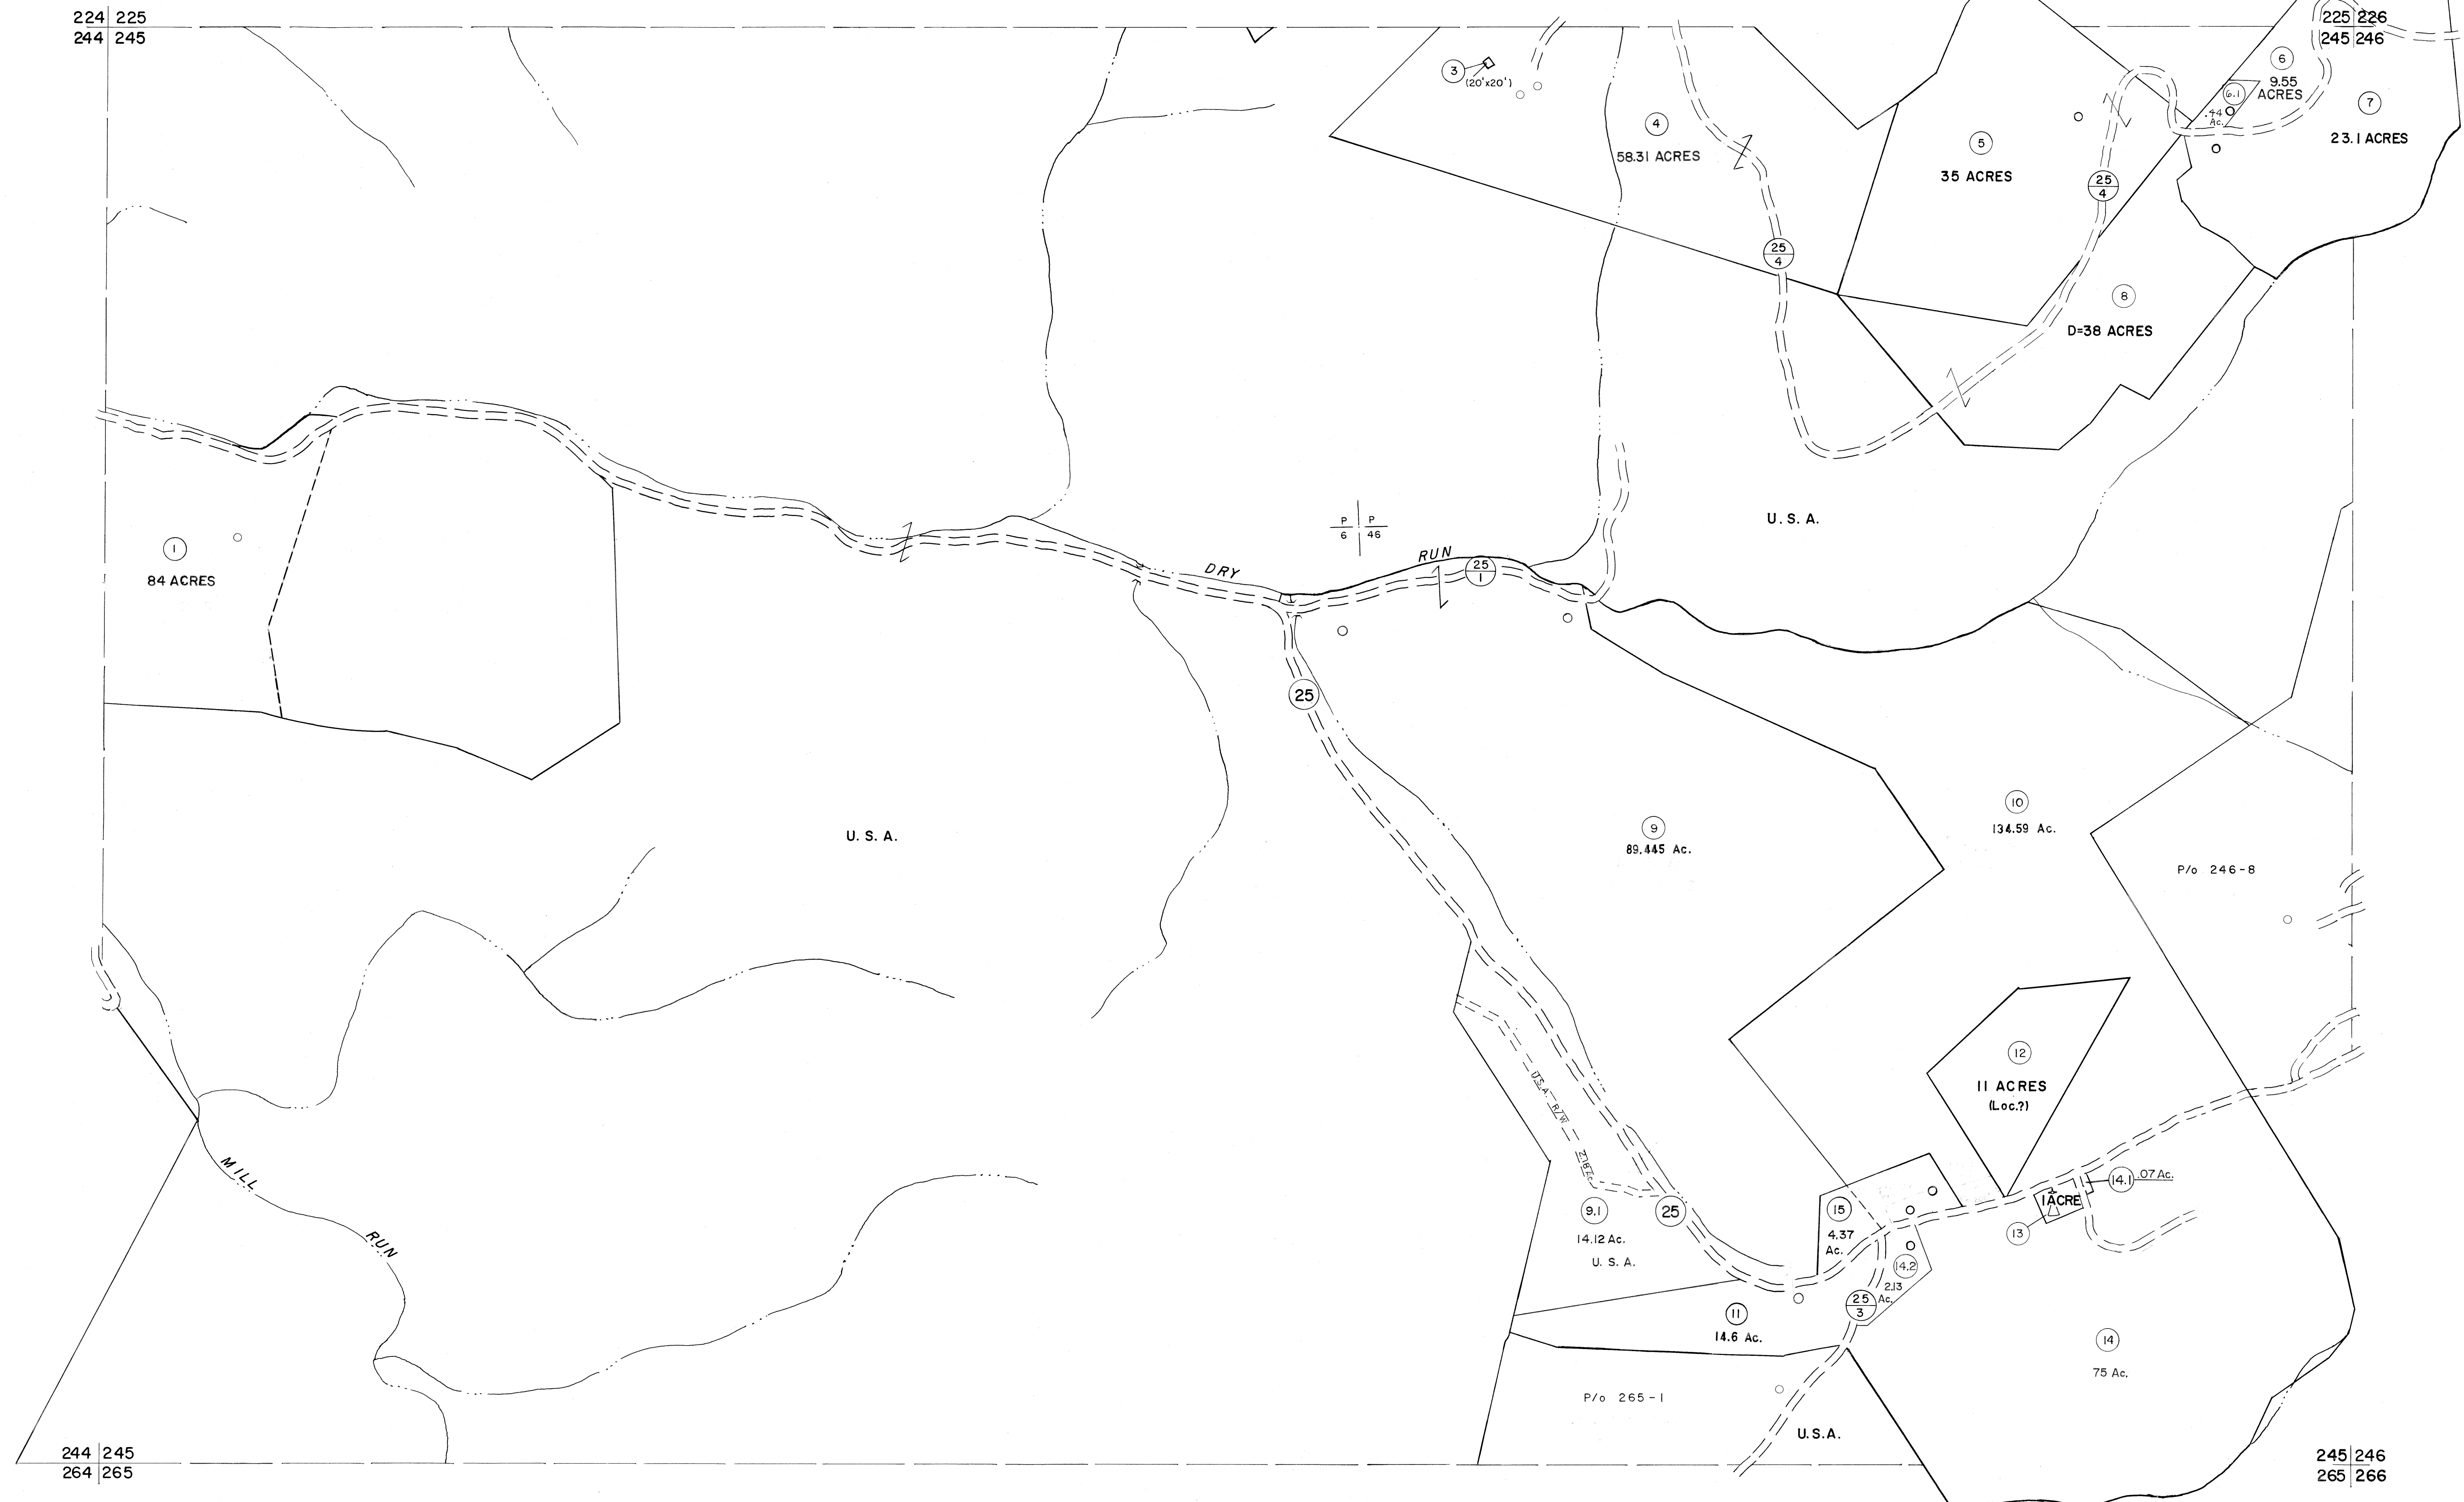 224 225
244 245
225 226
245 246
3
(20'x20')
4
58.31 ACRES
5
35 ACRES
6
9.55
ACRES
6.1
.44
Ac.
7
23.1 ACRES
25
4
25
4
8
D=38 ACRES
1
84 ACRES
U. S. A.
P P
6 46
DRY RUN
25
1
25
U. S. A.
9
89.445 Ac.
10
134.59 Ac.
P/o 246-8
12
11 ACRES
(Loc.?)
U.S.A. R/W 2.18 Ac.
MILL RUN
9.1
14.12 Ac.
U. S. A.
25
15
4.37
Ac.
14.1 .07 Ac.
1 ACRE
13
14.2
2.13
Ac.
25
3
11
14.6 Ac.
14
75 Ac.
P/o 265-1
U.S.A.
244 245
264 265
245 246
265 266